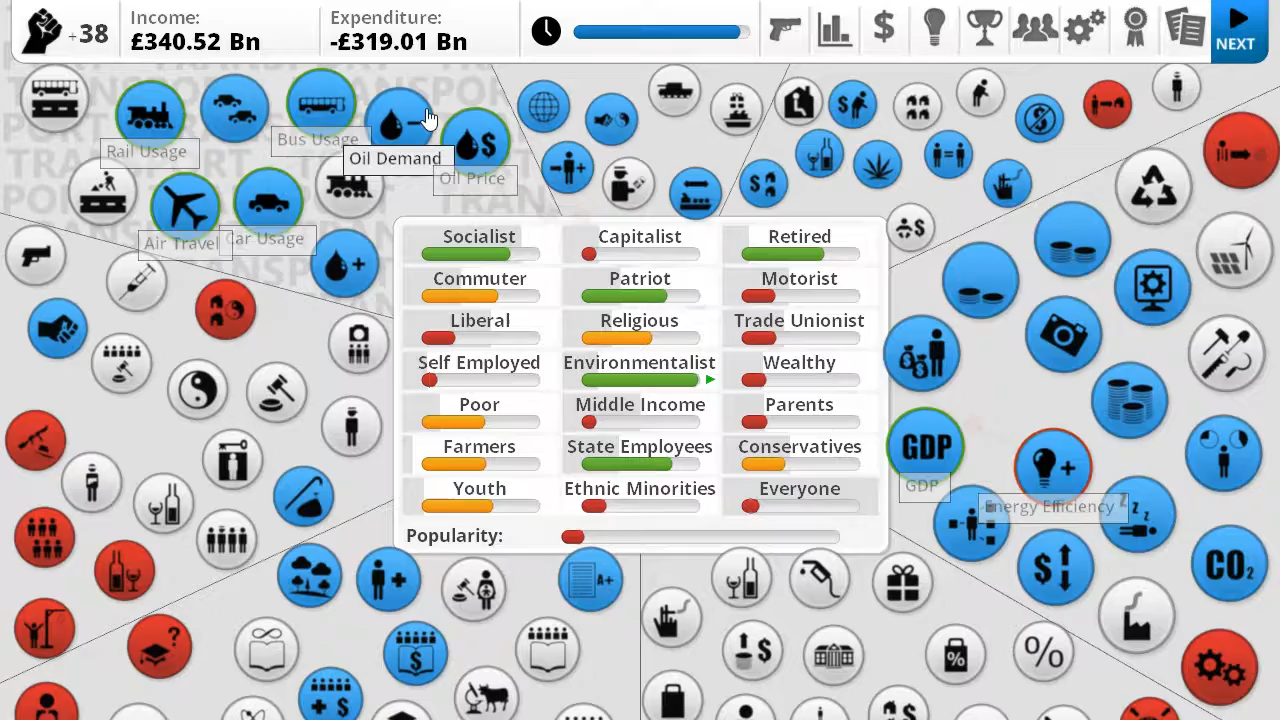 +38
Income:
£340.52 Bn
Expenditure:
-£319.01 Bn
NEXT
TRANSPORT
$
Rail Usage
Bus Usage
Oil Demand
Oil Price
Air Travel
Car Usage
Socialist
Capitalist
Retired
Commuter
Patriot
Motorist
Liberal
Religious
Trade Unionist
Self Employed
Environmentalist
Wealthy
Poor
Middle Income
Parents
Farmers
State Employees
Conservatives
Youth
Ethnic Minorities
Everyone
Popularity:
GDP
GDP
Energy Efficiency
CO2
A+
%